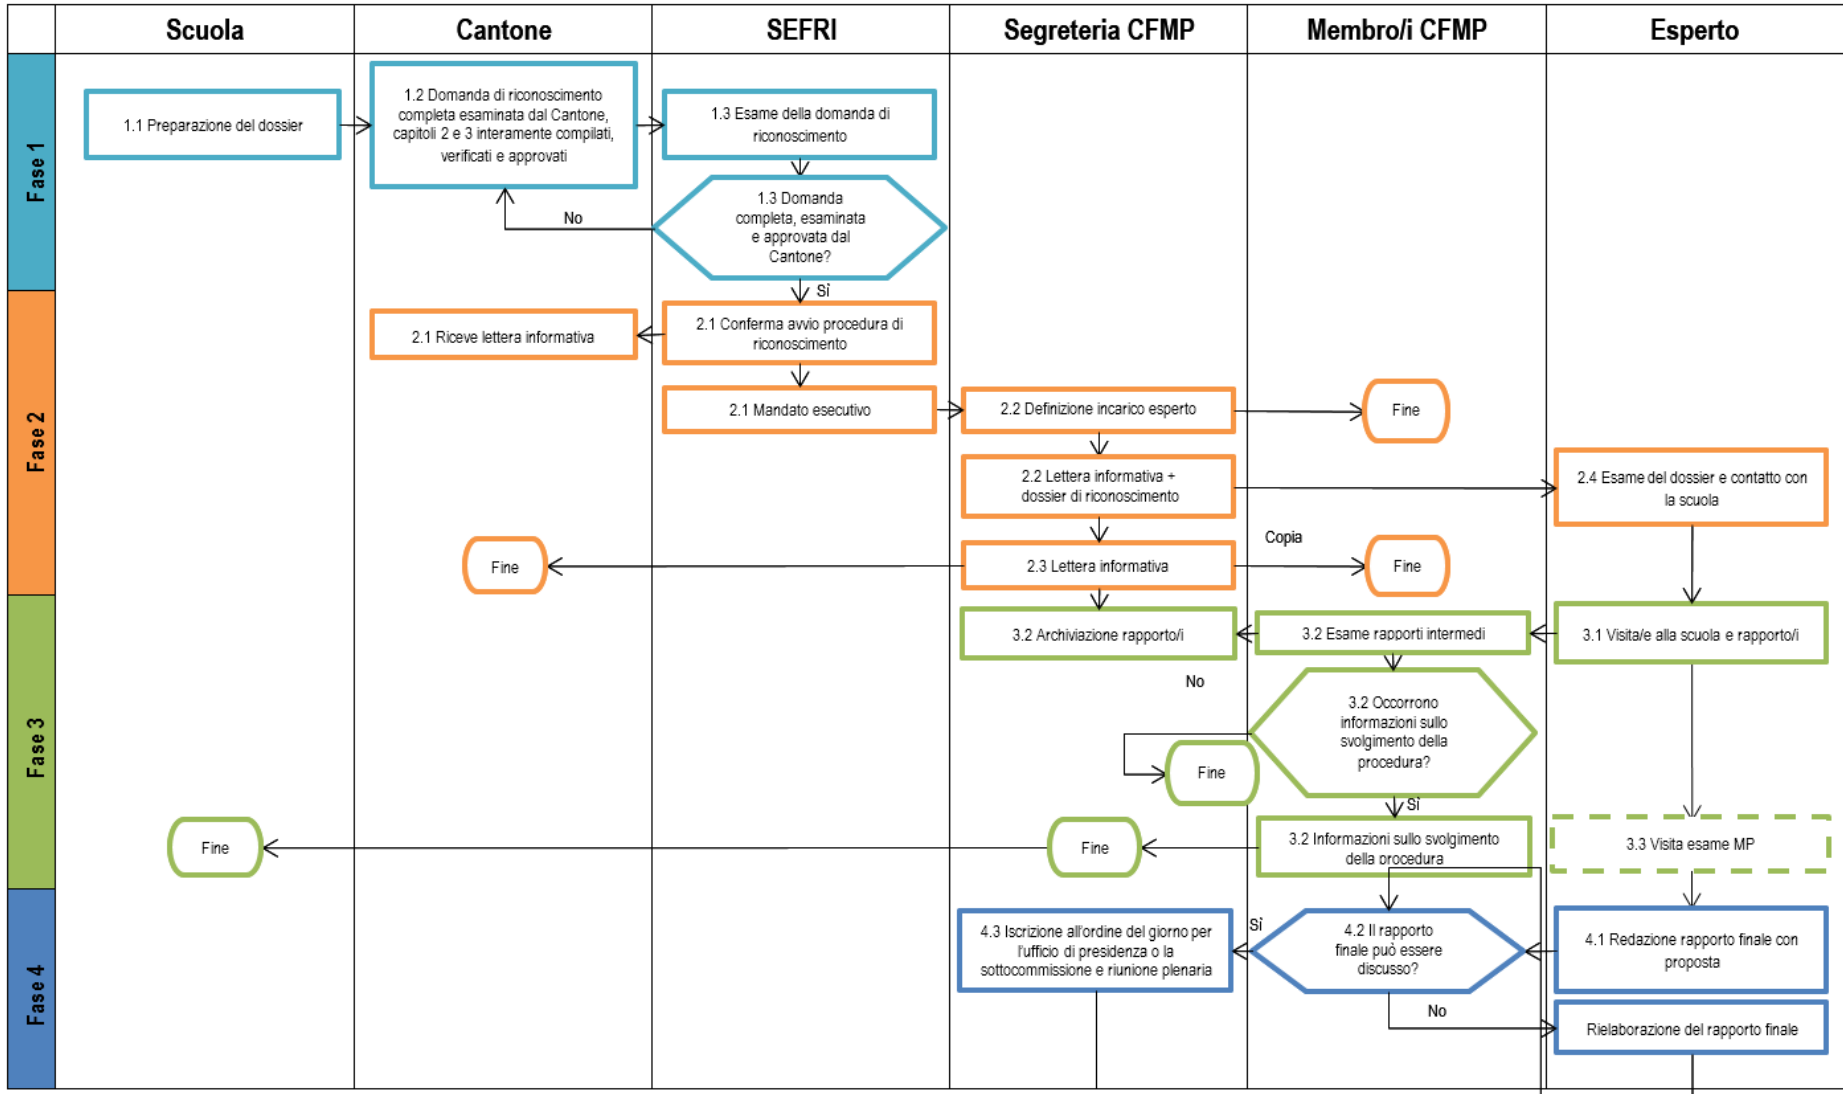 Scuola
Cantone
SEFRI
Segreteria CFMP
Membro/i CFMP
Esperto
Fase 1
1.1 Preparazione del dossier
1.2 Domanda di riconoscimento
completa esaminata dal Cantone,
capitoli 2 e 3 interamente compilati,
verificati e approvati
1.3 Esame della domanda di
riconoscimento
No
1.3 Domanda
completa, esaminata
e approvata dal
Cantone?
Sì
Fase 2
2.1 Riceve lettera informativa
2.1 Conferma avvio procedura di
riconoscimento
2.1 Mandato esecutivo
2.2 Definizione incarico esperto
Fine
2.2 Lettera informativa +
dossier di riconoscimento
2.4 Esame del dossier e contatto con
la scuola
Copia
Fine
2.3 Lettera informativa
Fine
Fase 3
3.2 Archiviazione rapporto/i
3.2 Esame rapporti intermedi
3.1 Visita/e alla scuola e rapporto/i
No
3.2 Occorrono
informazioni sullo
svolgimento della
procedura?
Fine
Sì
Fine
Fine
3.2 Informazioni sullo svolgimento
della procedura
3.3 Visita esame MP
Fase 4
4.3 Iscrizione all'ordine del giorno per
l'ufficio di presidenza o la
sottocommissione e riunione plenaria
Sì
4.2 Il rapporto
finale può essere
discusso?
4.1 Redazione rapporto finale con
proposta
No
Rielaborazione del rapporto finale